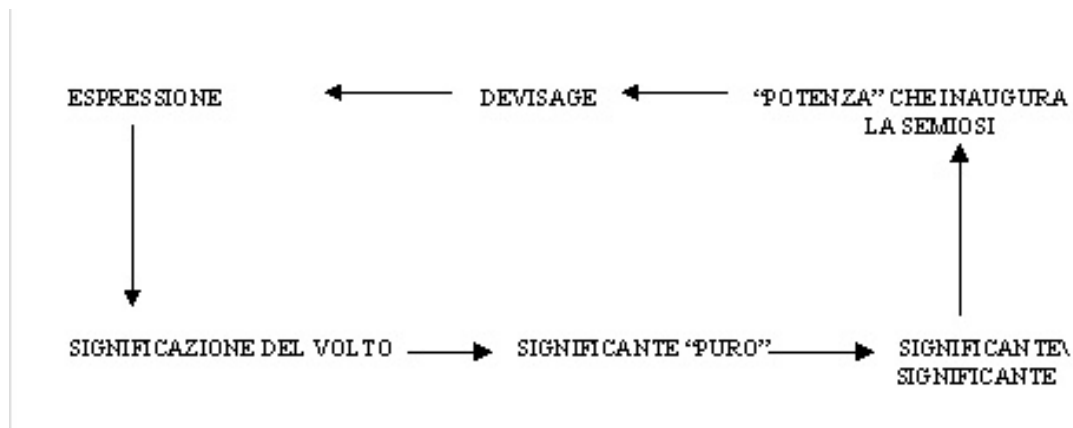 ESPRESSIONE
DEVISAGE
“POTENZA” CHE INAUGURA
LA SEMIOSI
SIGNIFICAZIONE DEL VOLTO
SIGNIFICANTE “PURO”
SIGNIFICANTE\
SIGNIFICANTE